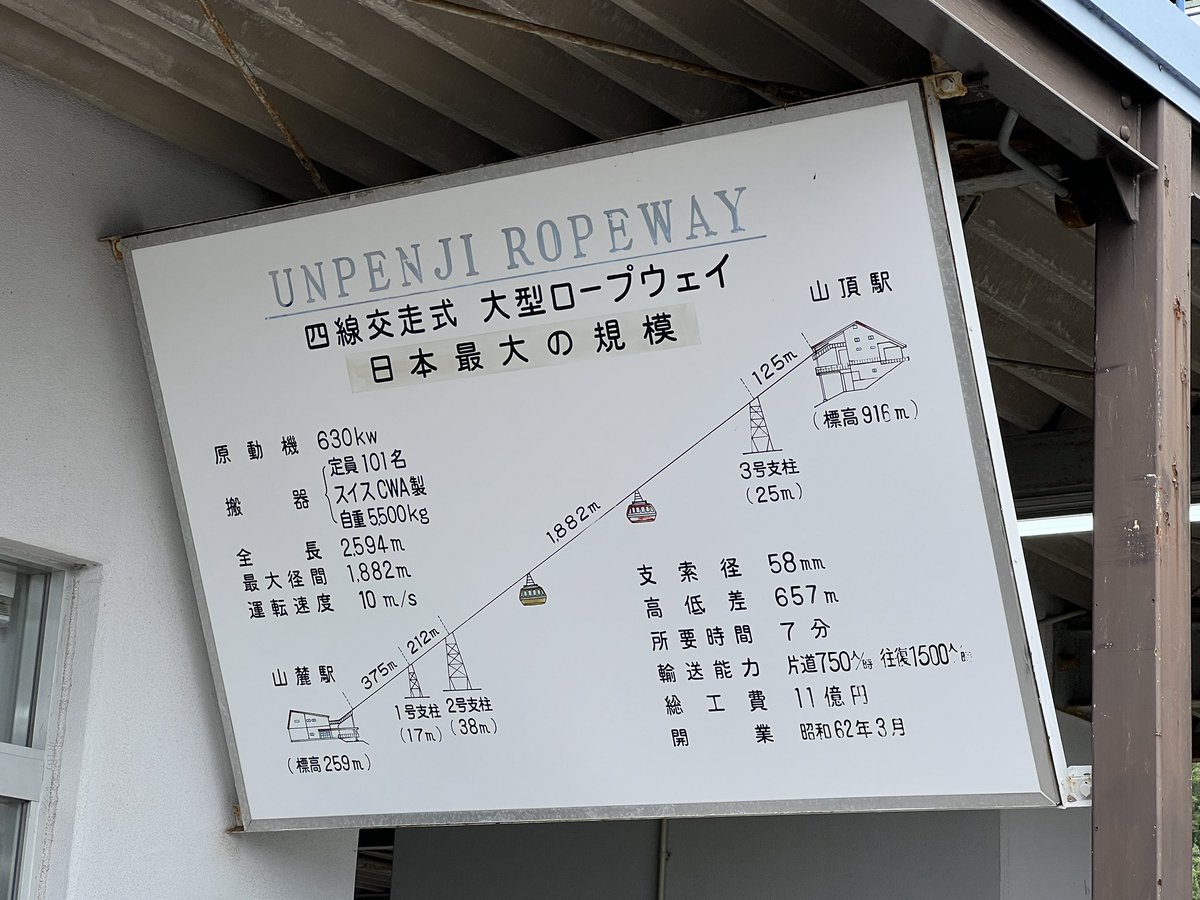 UNPENJI ROPEWAY
四線交走式 大型ロープウェイ
日本最大の規模
山頂駅
(標高916m)
125m
3号支柱
(25m)
1,882m
原動機 630kw
搬器 定員101名
スイスCWA製
自重5,500kg
全長 2,594m
最大径間 1,882m
運転速度 10m/s
212m
375m
山麓駅
(標高259m)
1号支柱
(17m)
2号支柱
(38m)
支索径 58mm
高低差 657m
所要時間 7分
輸送能力 片道750人/時 往復1500人/時
総工費 11億円
開業 昭和62年3月